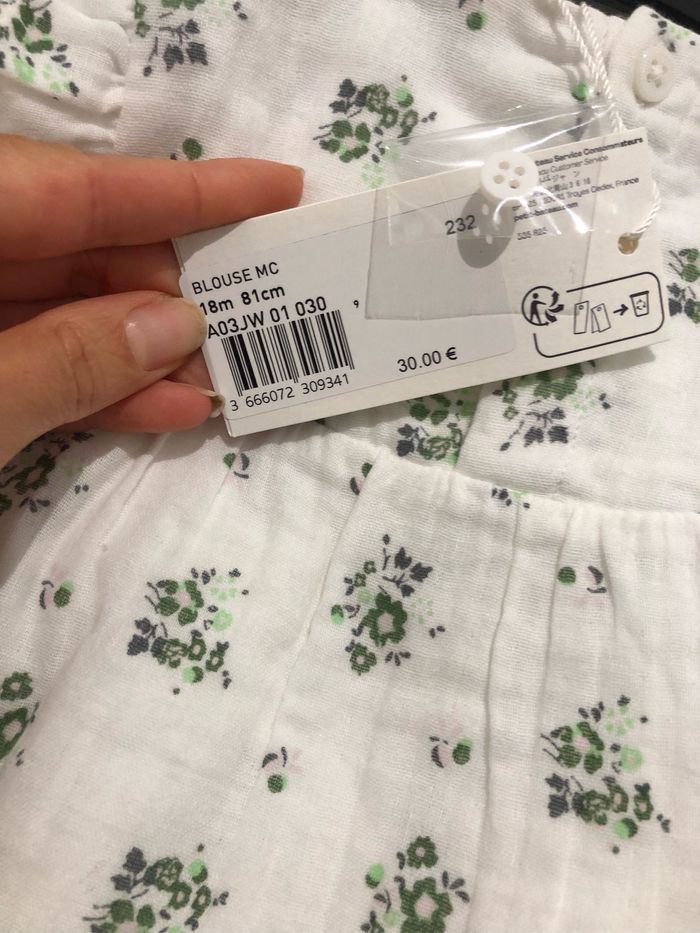 BLOUSE MC
18m 81cm
A03JW 01 030 9
3 666072 309341
30.00 €
232
Service Consommateurs
Customer Service
Troyes Cedex, France